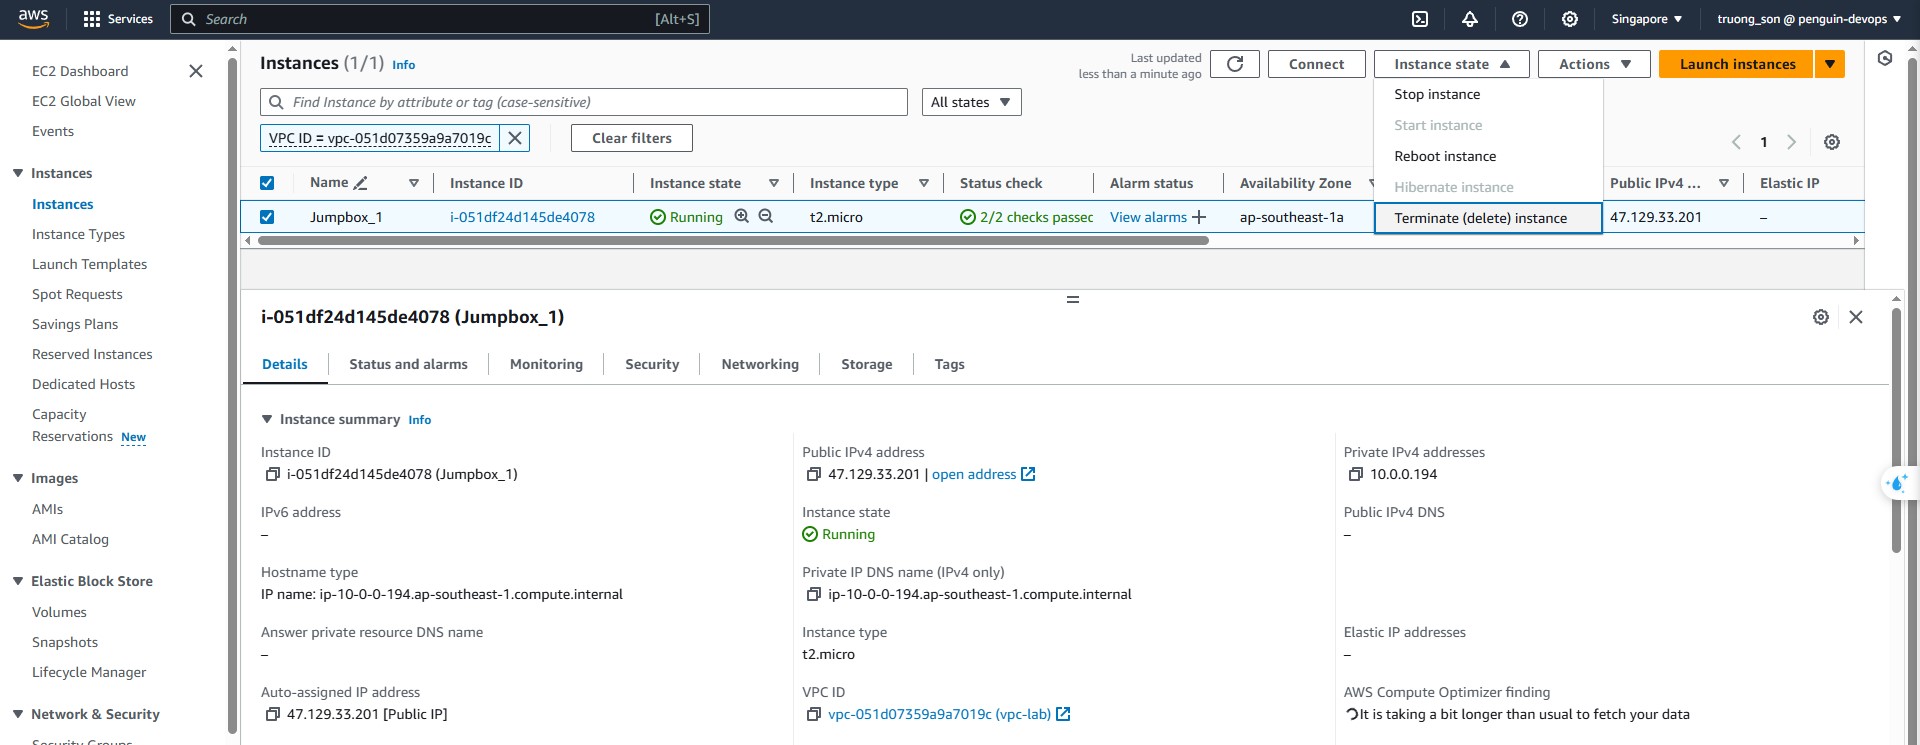 aws
Services
Search
[Alt+S]
Singapore
truong_son @ penguin-devops
EC2 Dashboard
EC2 Global View
Events
Instances
Instances
Instance Types
Launch Templates
Spot Requests
Savings Plans
Reserved Instances
Dedicated Hosts
Capacity
Reservations New
Images
AMIs
AMI Catalog
Elastic Block Store
Volumes
Snapshots
Lifecycle Manager
Network & Security
Security Groups
Instances (1/1) Info
Last updated
less than a minute ago
Connect
Instance state
Actions
Launch instances
Find Instance by attribute or tag (case-sensitive)
All states
VPC ID = vpc-051d07359a9a7019c
Clear filters
1
Stop instance
Start instance
Reboot instance
Hibernate instance
Terminate (delete) instance
Name Instance ID Instance state Instance type Status check Alarm status Availability Zone Public IPv4 ... Elastic IP
Jumpbox_1 i-051df24d145de4078 Running t2.micro 2/2 checks passec View alarms ap-southeast-1a 47.129.33.201 –
i-051df24d145de4078 (Jumpbox_1)
Details Status and alarms Monitoring Security Networking Storage Tags
Instance summary Info
Instance ID
i-051df24d145de4078 (Jumpbox_1)
Public IPv4 address
47.129.33.201 | open address
Private IPv4 addresses
10.0.0.194
IPv6 address
–
Instance state
Running
Public IPv4 DNS
–
Hostname type
IP name: ip-10-0-0-194.ap-southeast-1.compute.internal
Private IP DNS name (IPv4 only)
ip-10-0-0-194.ap-southeast-1.compute.internal
Answer private resource DNS name
–
Instance type
t2.micro
Elastic IP addresses
–
Auto-assigned IP address
47.129.33.201 [Public IP]
VPC ID
vpc-051d07359a9a7019c (vpc-lab)
AWS Compute Optimizer finding
It is taking a bit longer than usual to fetch your data